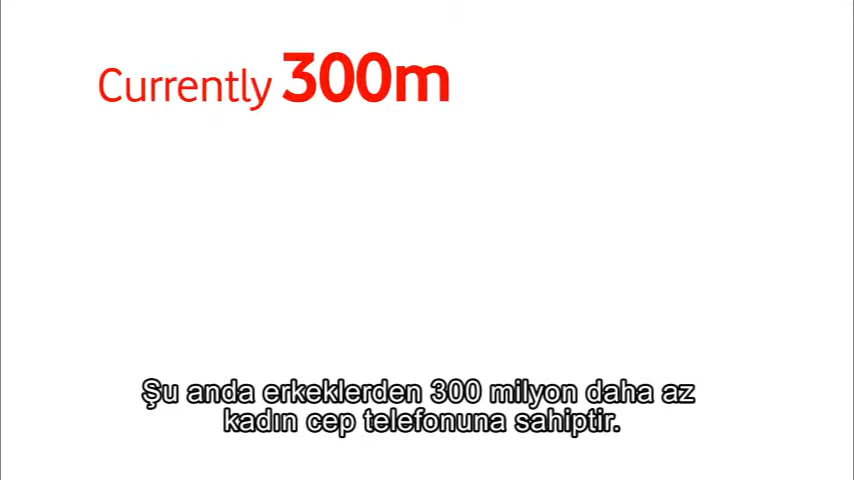 Currently 300m
Şu anda erkeklerden 300 milyon daha az
kadın cep telefonuna sahiptir.